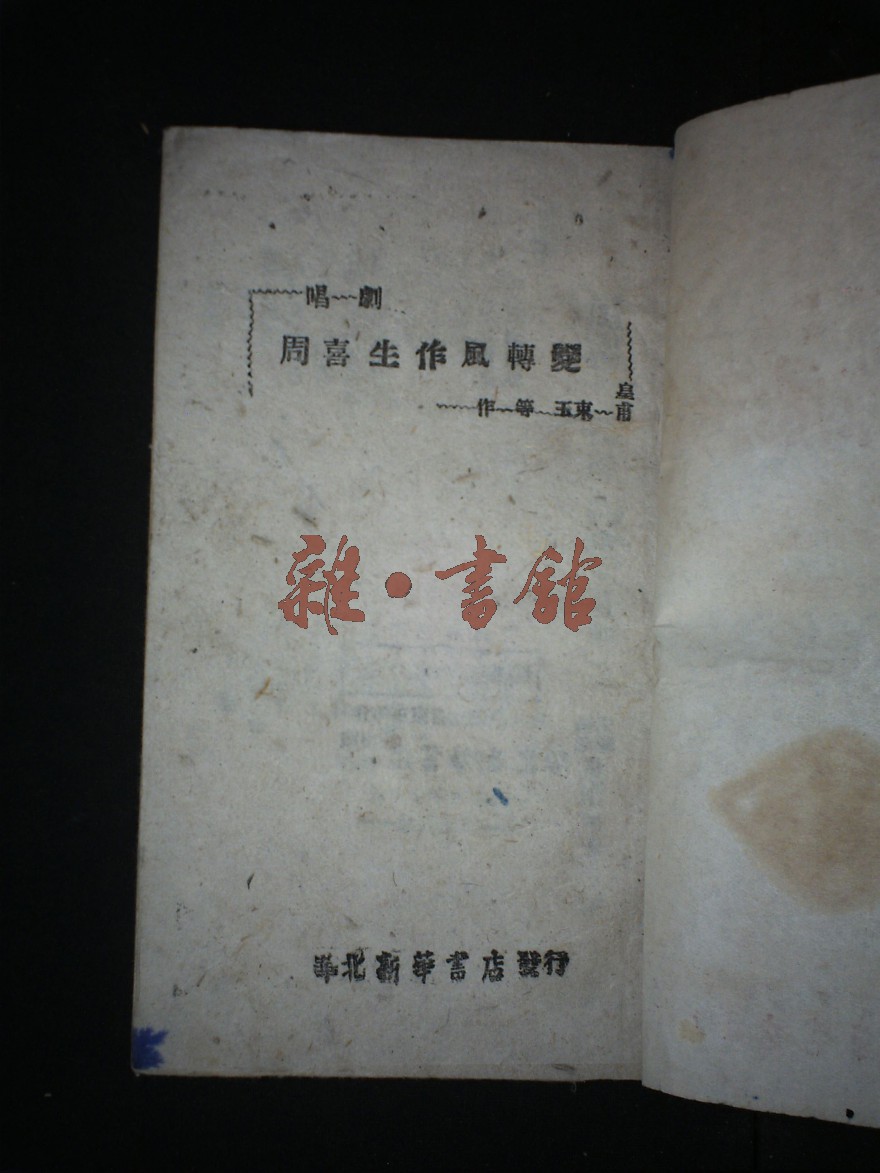 唱劇
周喜生作風轉變
皇甫束玉等作
雜·書館
華北新華書店發行